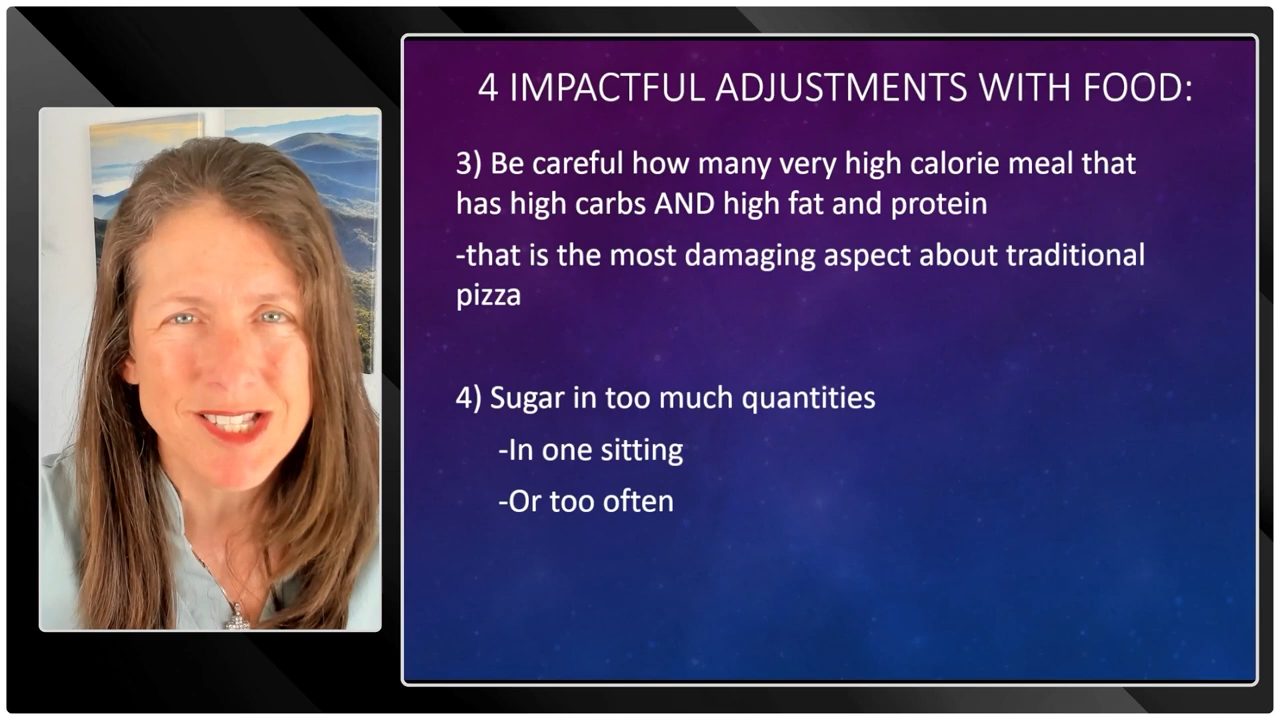 4 IMPACTFUL ADJUSTMENTS WITH FOOD:
3) Be careful how many very high calorie meal that
has high carbs AND high fat and protein
-that is the most damaging aspect about traditional
pizza
4) Sugar in too much quantities
-In one sitting
-Or too often